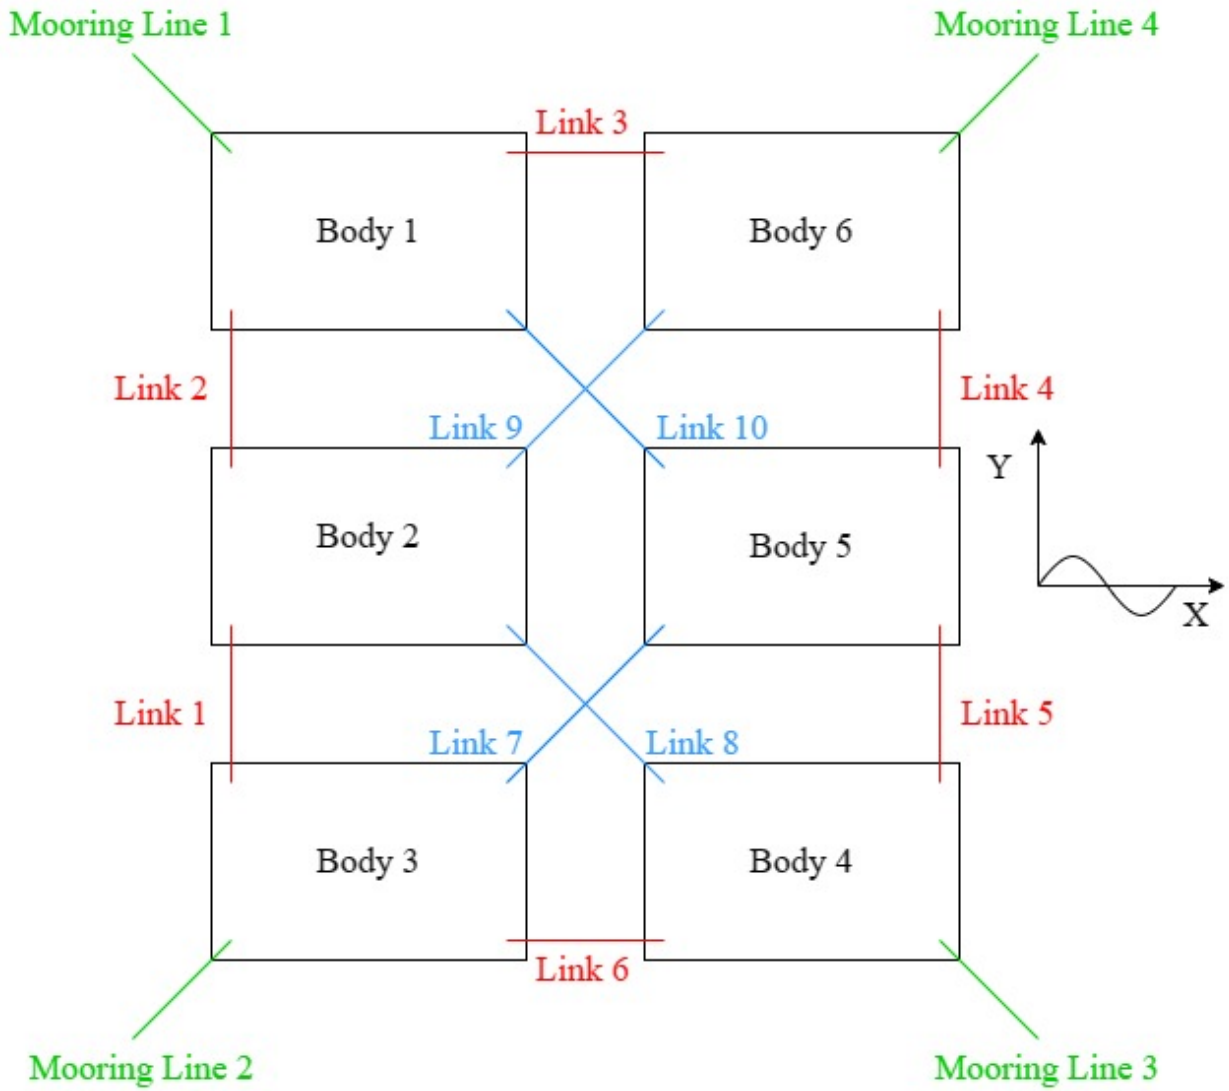 Mooring Line 1
Mooring Line 4
Link 3
Body 1
Body 6
Link 2
Link 4
Link 9
Link 10
Y
Body 2
Body 5
X
Link 1
Link 5
Link 7
Link 8
Body 3
Body 4
Link 6
Mooring Line 2
Mooring Line 3